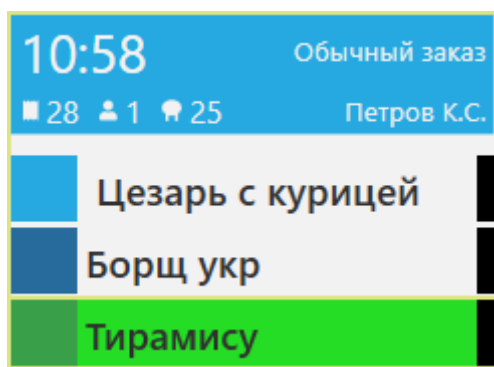 10:58 Обычный заказ
28 1 25 Петров К.С.
Цезарь с курицей
Борщ укр
Тирамису